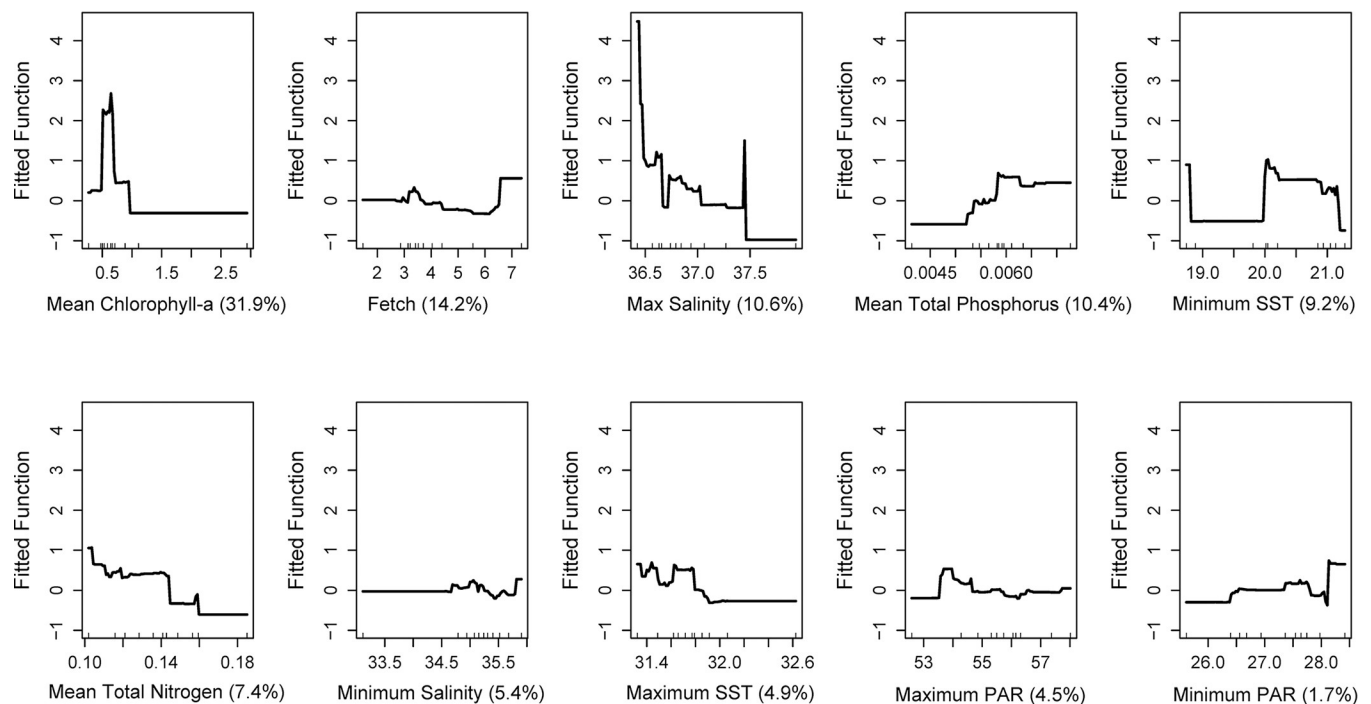 Fitted Function
4
3
2
1
0
−1
0.5 1.5 2.5
Mean Chlorophyll-a (31.9%)
Fitted Function
4
3
2
1
0
−1
2 3 4 5 6 7
Fetch (14.2%)
Fitted Function
4
3
2
1
0
−1
36.5 37.0 37.5
Max Salinity (10.6%)
Fitted Function
4
3
2
1
0
−1
0.0045 0.0060
Mean Total Phosphorus (10.4%)
Fitted Function
4
3
2
1
0
−1
19.0 20.0 21.0
Minimum SST (9.2%)
Fitted Function
4
3
2
1
0
−1
0.10 0.14 0.18
Mean Total Nitrogen (7.4%)
Fitted Function
4
3
2
1
0
−1
33.5 34.5 35.5
Minimum Salinity (5.4%)
Fitted Function
4
3
2
1
0
−1
31.4 32.0 32.6
Maximum SST (4.9%)
Fitted Function
4
3
2
1
0
−1
53 55 57
Maximum PAR (4.5%)
Fitted Function
4
3
2
1
0
−1
26.0 27.0 28.0
Minimum PAR (1.7%)